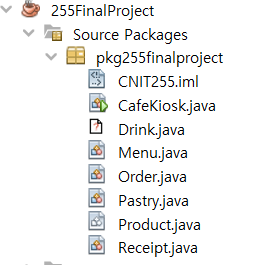 255FinalProject
Source Packages
pkg255finalproject
CNIT255.iml
CafeKiosk.java
Drink.java
Menu.java
Order.java
Pastry.java
Product.java
Receipt.java